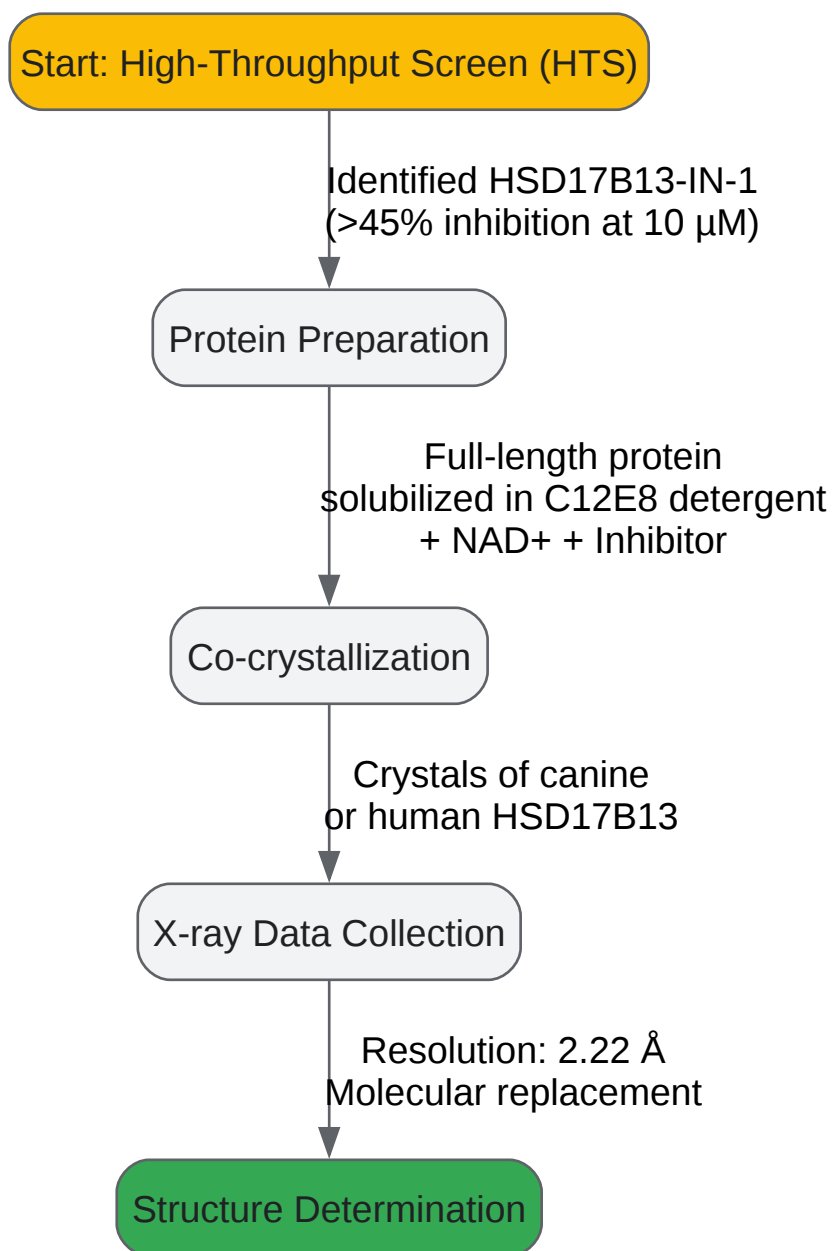 Start: High-Throughput Screen (HTS)
Identified HSD17B13-IN-1
(>45% inhibition at 10 µM)
Protein Preparation
Full-length protein
solubilized in C12E8 detergent
+ NAD+ + Inhibitor
Co-crystallization
Crystals of canine
or human HSD17B13
X-ray Data Collection
Resolution: 2.22 Å
Molecular replacement
Structure Determination